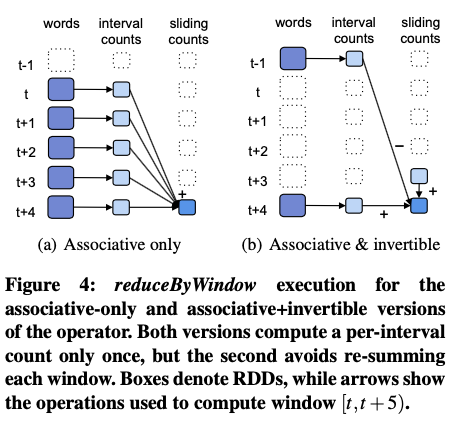 words interval counts sliding counts
t-1
t
t+1
t+2
t+3
t+4
+
(a) Associative only
words interval counts sliding counts
t-1
t
t+1
t+2
t+3
t+4
−
+
+
(b) Associative & invertible
Figure 4: reduceByWindow execution for the
associative-only and associative+invertible versions
of the operator. Both versions compute a per-interval
count only once, but the second avoids re-summing
each window. Boxes denote RDDs, while arrows show
the operations used to compute window [t,t+5).